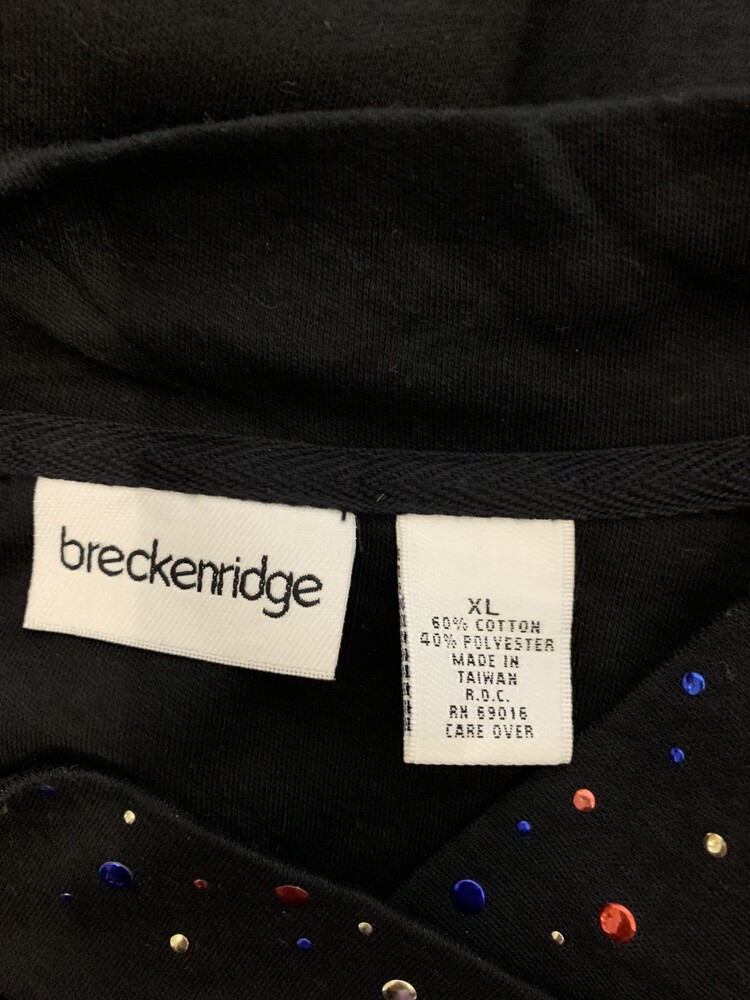 breckenridge
XL
60% COTTON
40% POLYESTER
MADE IN
TAIWAN
R.O.C.
RN 69016
CARE OVER